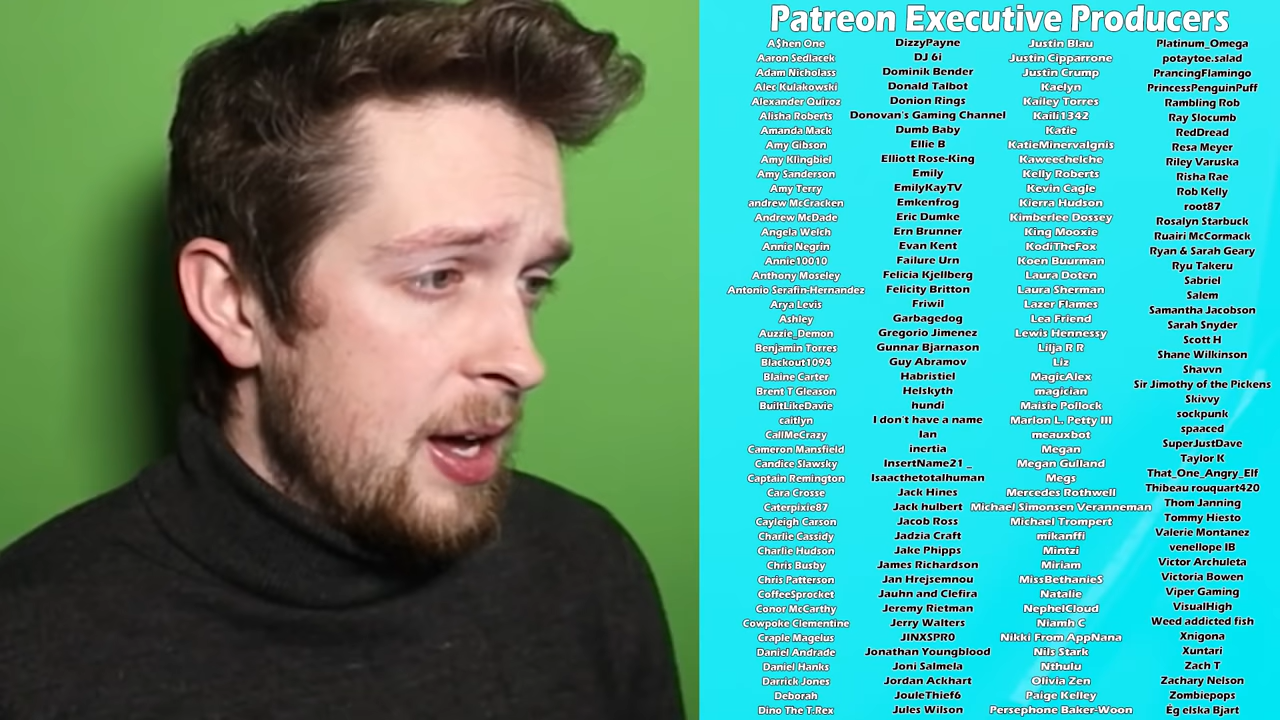 Patreon Executive Producers
A$hen One
Aaron Sedlacek
Adam Nicholass
Alec Kulakowski
Alexander Quiroz
Alisha Roberts
Amanda Mack
Amy Gibson
Amy Klingbiel
Amy Sanderson
Amy Terry
andrew McCracken
Andrew McDade
Angela Welch
Annie Negrin
Annie10010
Anthony Moseley
Antonio Serafin-Hernandez
Arya Levis
Ashley
Auzzie_Demon
Benjamin Torres
Blackout1094
Blaine Carter
Brent T Gleason
BuiltLikeDavie
caitlyn
CallMeCrazy
Cameron Mansfield
Candice Slawsky
Captain Remington
Cara Crosse
Caterpixie87
Cayleigh Carson
Charlie Cassidy
Charlie Hudson
Chris Busby
Chris Patterson
CoffeeSprocket
Conor McCarthy
Cowpoke Clementine
Craple Magelus
Daniel Andrade
Daniel Hanks
Darrick Jones
Deborah
Dino The T.Rex
DizzyPayne
DJ 6i
Dominik Bender
Donald Talbot
Donion Rings
Donovan's Gaming Channel
Dumb Baby
Ellie B
Elliott Rose-King
Emily
EmilyKayTV
Emkenfrog
Eric Dumke
Ern Brunner
Evan Kent
Failure Urn
Felicia Kjellberg
Felicity Britton
Friwil
Garbagedog
Gregorio Jimenez
Gunnar Bjarnason
Guy Abramov
Habristiel
Helskyth
hundi
I don't have a name
Ian
inertia
InsertName21 _
Isaacthetotalhuman
Jack Hines
Jack hulbert
Jacob Ross
Jadzia Craft
Jake Phipps
James Richardson
Jan Hrejsemnou
Jauhn and Clefira
Jeremy Rietman
Jerry Walters
JINXSPR0
Jonathan Youngblood
Joni Salmela
Jordan Ackhart
JouleThief6
Jules Wilson
Justin Blau
Justin Cipparrone
Justin Crump
Kaelyn
Kailey Torres
Kaili1342
Katie
KatieMinervaIgnis
Kaweechelche
Kelly Roberts
Kevin Cagle
Kierra Hudson
Kimberlee Dossey
King Mooxie
KodiTheFox
Koen Buurman
Laura Doten
Laura Sherman
Lazer Flames
Lea Friend
Lewis Hennessy
Lilja R R
Liz
MagicAlex
magician
Maisie Pollock
Marlon L. Petty III
meauxbot
Megan
Megan Gulland
Megs
Mercedes Rothwell
Michael Simonsen Veranneman
Michael Trompert
mikanffi
Mintzi
Miriam
MissBethanieS
Natalie
NephelCloud
Niamh C
Nikki From AppNana
Nils Stark
Nthulu
Olivia Zen
Paige Kelley
Persephone Baker-Woon
Platinum_Omega
potaytoe.salad
PrancingFlamingo
PrincessPenguinPuff
Rambling Rob
Ray Slocumb
RedDread
Resa Meyer
Riley Varuska
Risha Rae
Rob Kelly
root87
Rosalyn Starbuck
Ruairi McCormack
Ryan & Sarah Geary
Ryu Takeru
Sabriel
Salem
Samantha Jacobson
Sarah Snyder
Scott H
Shane Wilkinson
Shavvn
Sir Jimothy of the Pickens
Skivvy
sockpunk
spaaced
SuperJustDave
Taylor K
That_One_Angry_Elf
Thibeau rouquart420
Thom Janning
Tommy Hiesto
Valerie Montanez
venellope IB
Victor Archuleta
Victoria Bowen
Viper Gaming
VisualHigh
Weed addicted fish
Xnigona
Xuntari
Zach T
Zachary Nelson
Zombiepops
Ég elska Bjart